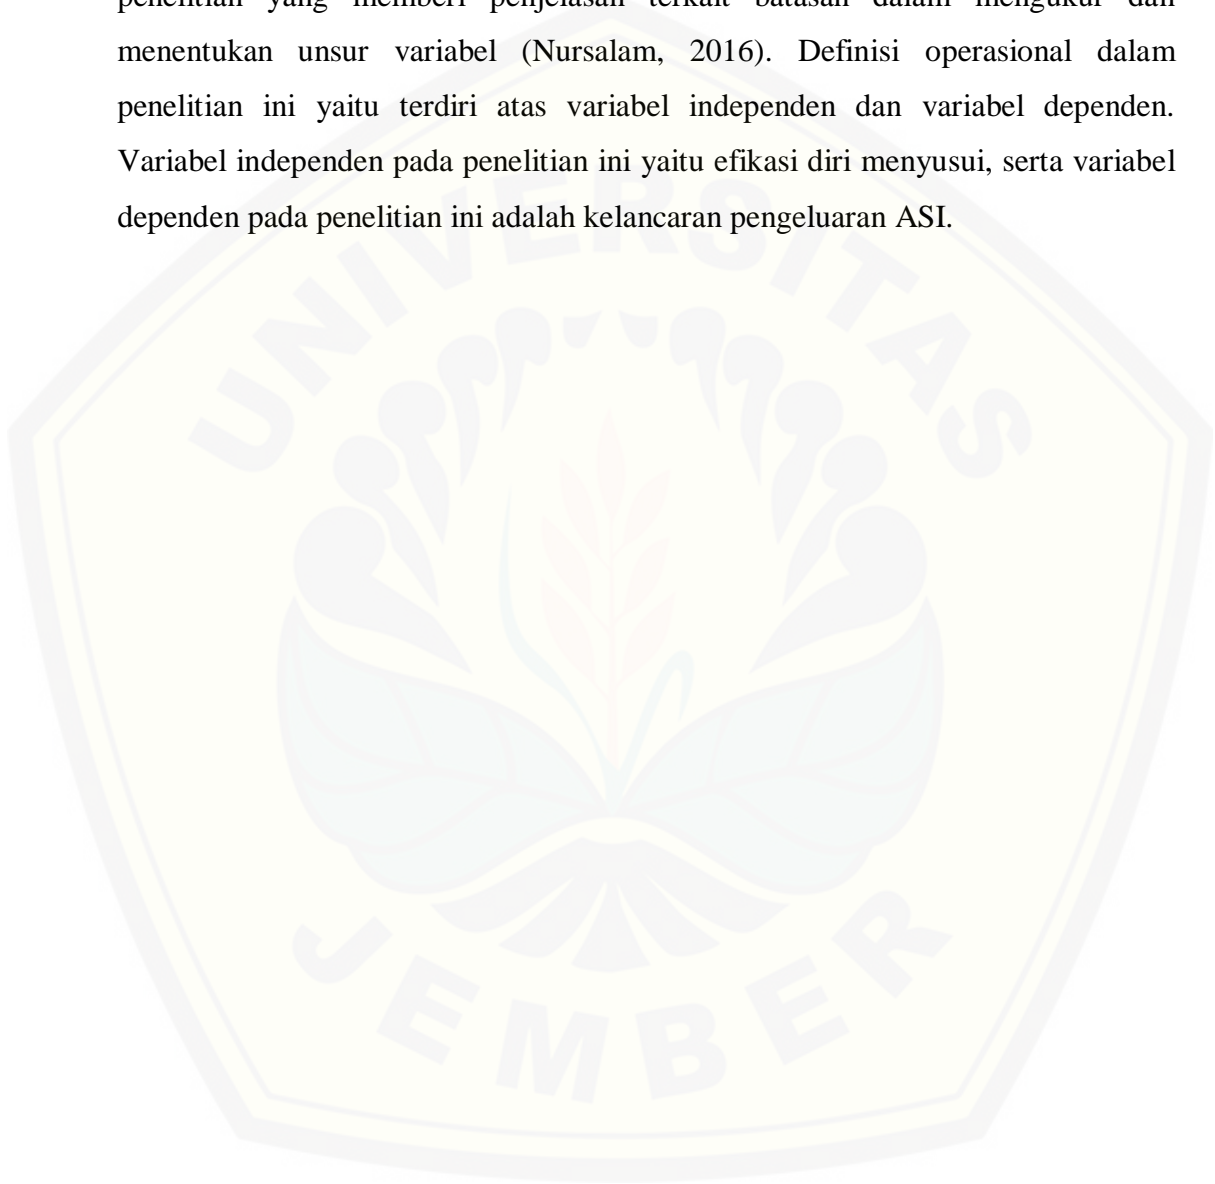 penelitian yang memberi penjelasan terkait batasan dalam mengukur dan
menentukan unsur variabel (Nursalam, 2016). Definisi operasional dalam
penelitian ini yaitu terdiri atas variabel independen dan variabel dependen.
Variabel independen pada penelitian ini yaitu efikasi diri menyusui, serta variabel
dependen pada penelitian ini adalah kelancaran pengeluaran ASI.
UNIVERSITAS
JEMBER